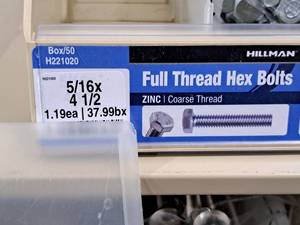 Box/50
H221020
HILLMAN
H221020
5/16x
4 1/2
1.19ea | 37.99bx
Full Thread Hex Bolts
ZINC | Coarse Thread